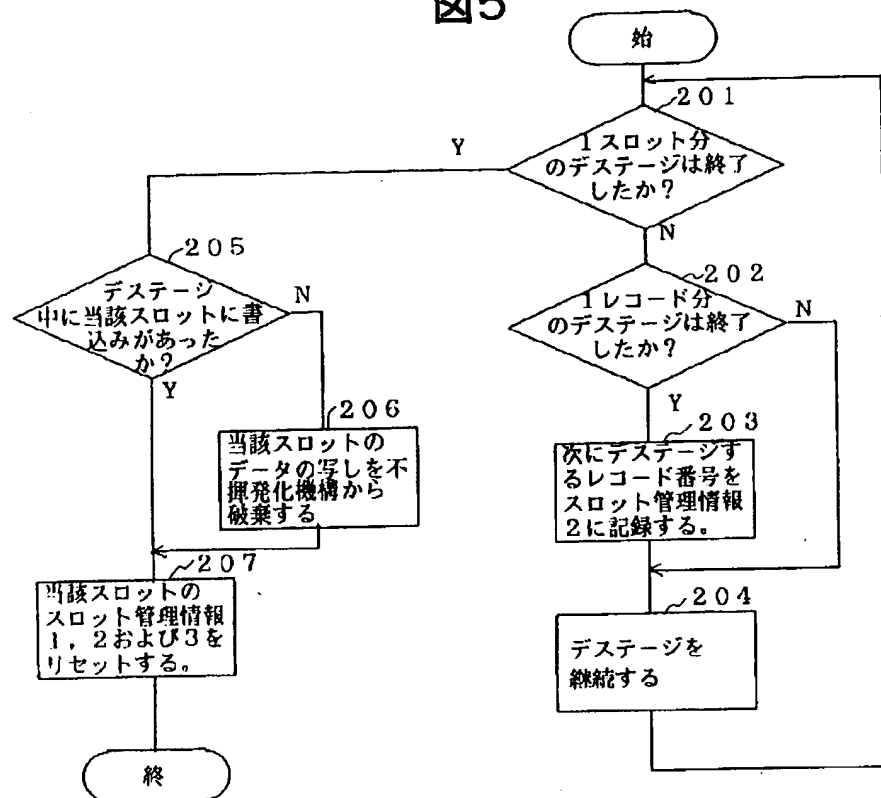 図5
始
201
1スロット分
のデステージは終了
したか?
Y
N
202
1レコード分
のデステージは終了
したか?
N
Y
203
次にデステージす
るレコード番号を
スロット管理情報
2に記録する。
204
デステージを
継続する
205
デステージ
中に当該スロットに書
込みがあった
か?
N
Y
206
当該スロットの
データの写しを不
揮発化機構から
破棄する
207
当該スロットの
スロット管理情報
1,2および3を
リセットする。
終